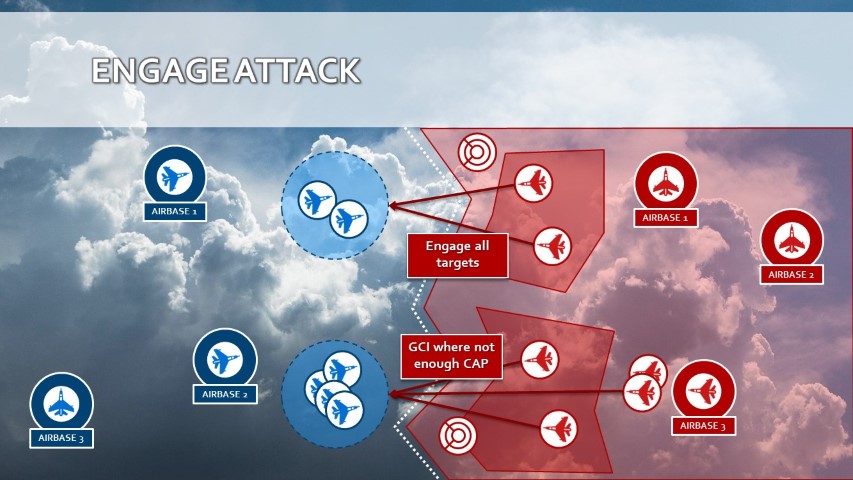 ENGAGE ATTACK
AIRBASE 1
AIRBASE 1
Engage all
targets
AIRBASE 2
GCI where not
enough CAP
AIRBASE 2
AIRBASE 3
AIRBASE 3